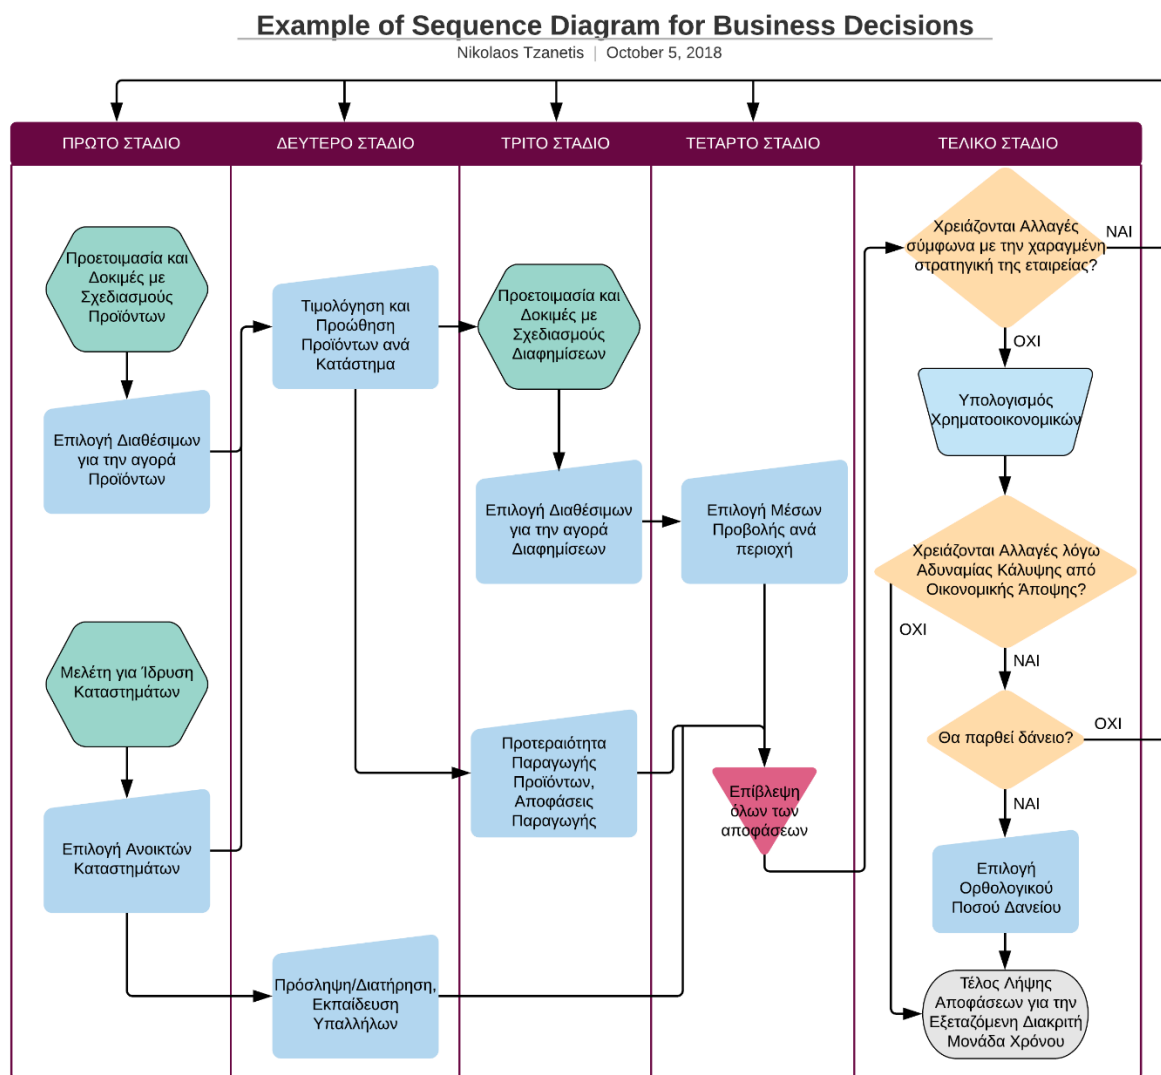 Example of Sequence Diagram for Business Decisions
Nikolaos Tzanetis | October 5, 2018
ΠΡΩΤΟ ΣΤΑΔΙΟ
ΔΕΥΤΕΡΟ ΣΤΑΔΙΟ
ΤΡΙΤΟ ΣΤΑΔΙΟ
ΤΕΤΑΡΤΟ ΣΤΑΔΙΟ
ΤΕΛΙΚΟ ΣΤΑΔΙΟ
Προετοιμασία και
Δοκιμές με
Σχεδιασμούς
Προϊόντων
Επιλογή Διαθέσιμων
για την αγορά
Προϊόντων
Μελέτη για Ίδρυση
Καταστημάτων
Επιλογή Ανοικτών
Καταστημάτων
Τιμολόγηση και
Προώθηση
Προϊόντων ανά
Κατάστημα
Πρόσληψη/Διατήρηση,
Εκπαίδευση
Υπαλλήλων
Προετοιμασία και
Δοκιμές με
Σχεδιασμούς
Διαφημίσεων
Επιλογή Διαθέσιμων
για την αγορά
Διαφημίσεων
Προτεραιότητα
Παραγωγής
Προϊόντων,
Αποφάσεις
Παραγωγής
Επιλογή Μέσων
Προβολής ανά
περιοχή
Επίβλεψη
όλων των
αποφάσεων
Χρειάζονται Αλλαγές
σύμφωνα με την χαραγμένη
στρατηγική της εταιρείας?
ΝΑΙ
ΟΧΙ
Υπολογισμός
Χρηματοοικονομικών
Χρειάζονται Αλλαγές λόγω
Αδυναμίας Κάλυψης από
Οικονομικής Άποψης?
ΟΧΙ
ΝΑΙ
Θα παρθεί δάνειο?
ΟΧΙ
ΝΑΙ
Επιλογή
Ορθολογικού
Ποσού Δανείου
Τέλος Λήψης
Αποφάσεων για την
Εξεταζόμενη Διακριτή
Μονάδα Χρόνου